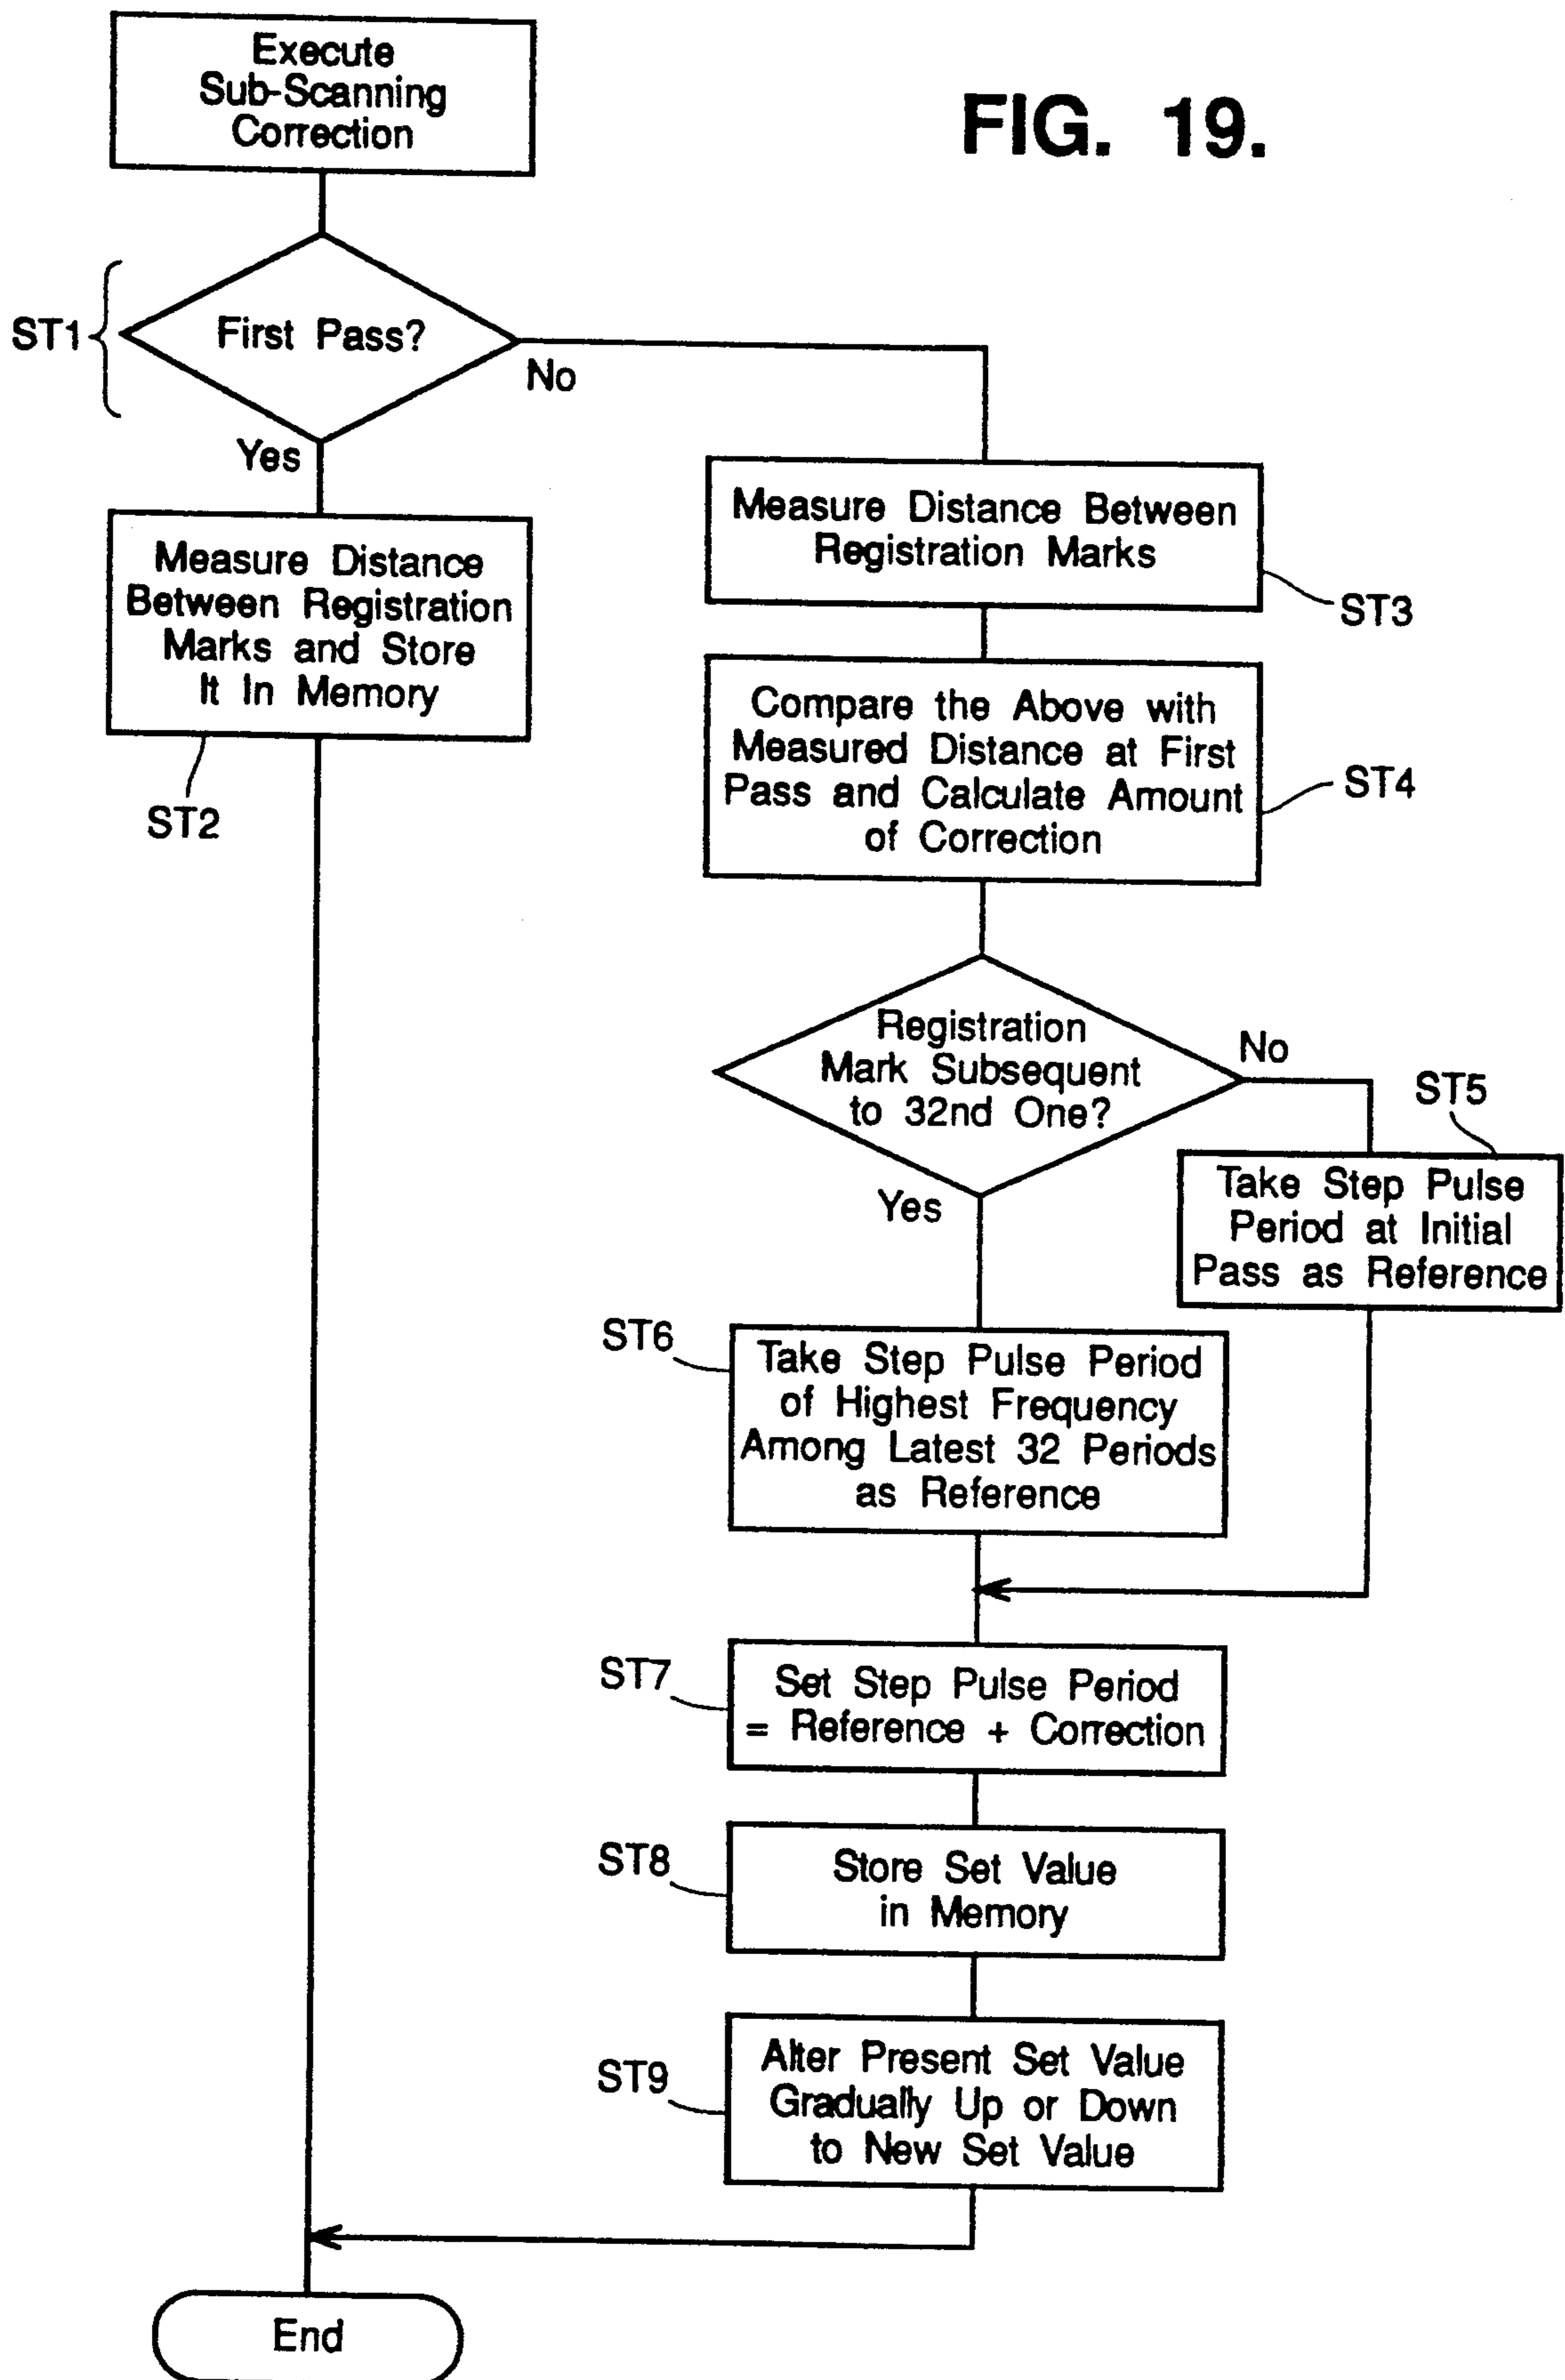 FIG. 19.
Execute
Sub-Scanning
Correction
ST1
First Pass?
No
Yes
Measure Distance
Between Registration
Marks and Store
It In Memory
ST2
Measure Distance Between
Registration Marks
ST3
Compare the Above with
Measured Distance at First
Pass and Calculate Amount
of Correction
ST4
Registration
Mark Subsequent
to 32nd One?
No
Yes
ST5
Take Step Pulse
Period at Initial
Pass as Reference
ST6
Take Step Pulse Period
of Highest Frequency
Among Latest 32 Periods
as Reference
ST7
Set Step Pulse Period
= Reference + Correction
ST8
Store Set Value
in Memory
ST9
Alter Present Set Value
Gradually Up or Down
to New Set Value
End